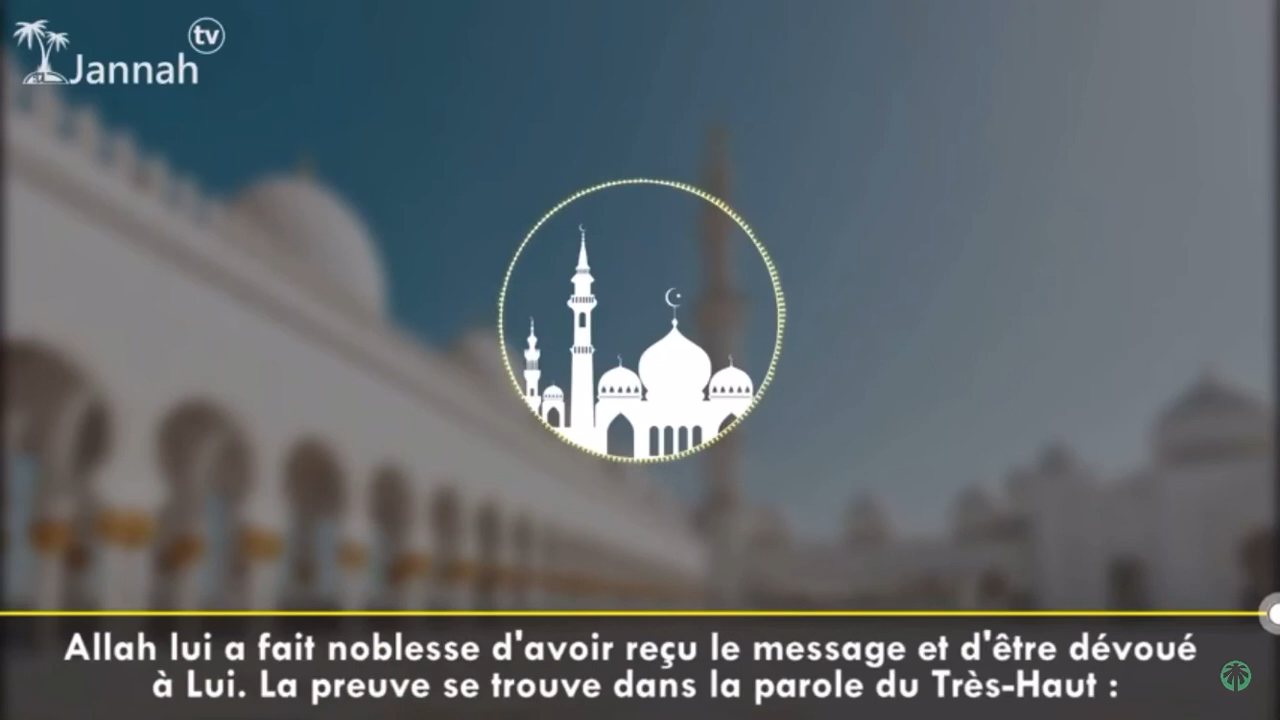 tv
Jannah
Allah lui a fait noblesse d'avoir reçu le message et d'être dévoué
à Lui. La preuve se trouve dans la parole du Très-Haut :